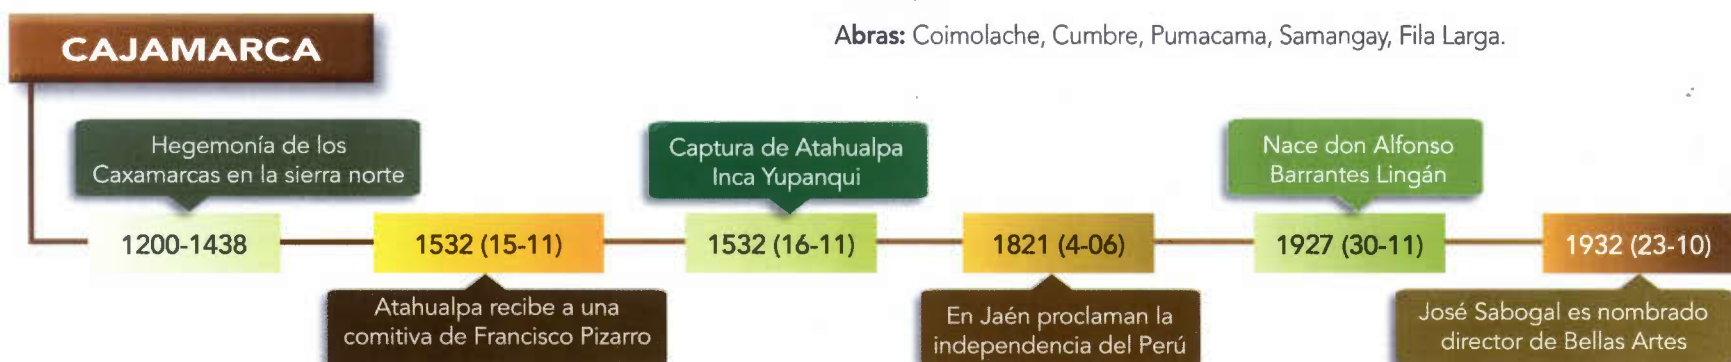 Abras: Coimolache, Cumbre, Pumacama, Samangay, Fila Larga.
CAJAMARCA
Hegemonía de los
Caxamarcas en la sierra norte
1200-1438
1532 (15-11)
Atahualpa recibe a una
comitiva de Francisco Pizarro
Captura de Atahualpa
Inca Yupanqui
1532 (16-11)
1821 (4-06)
En Jaén proclaman la
independencia del Perú
Nace don Alfonso
Barrantes Lingán
1927 (30-11)
1932 (23-10)
José Sabogal es nombrado
director de Bellas Artes